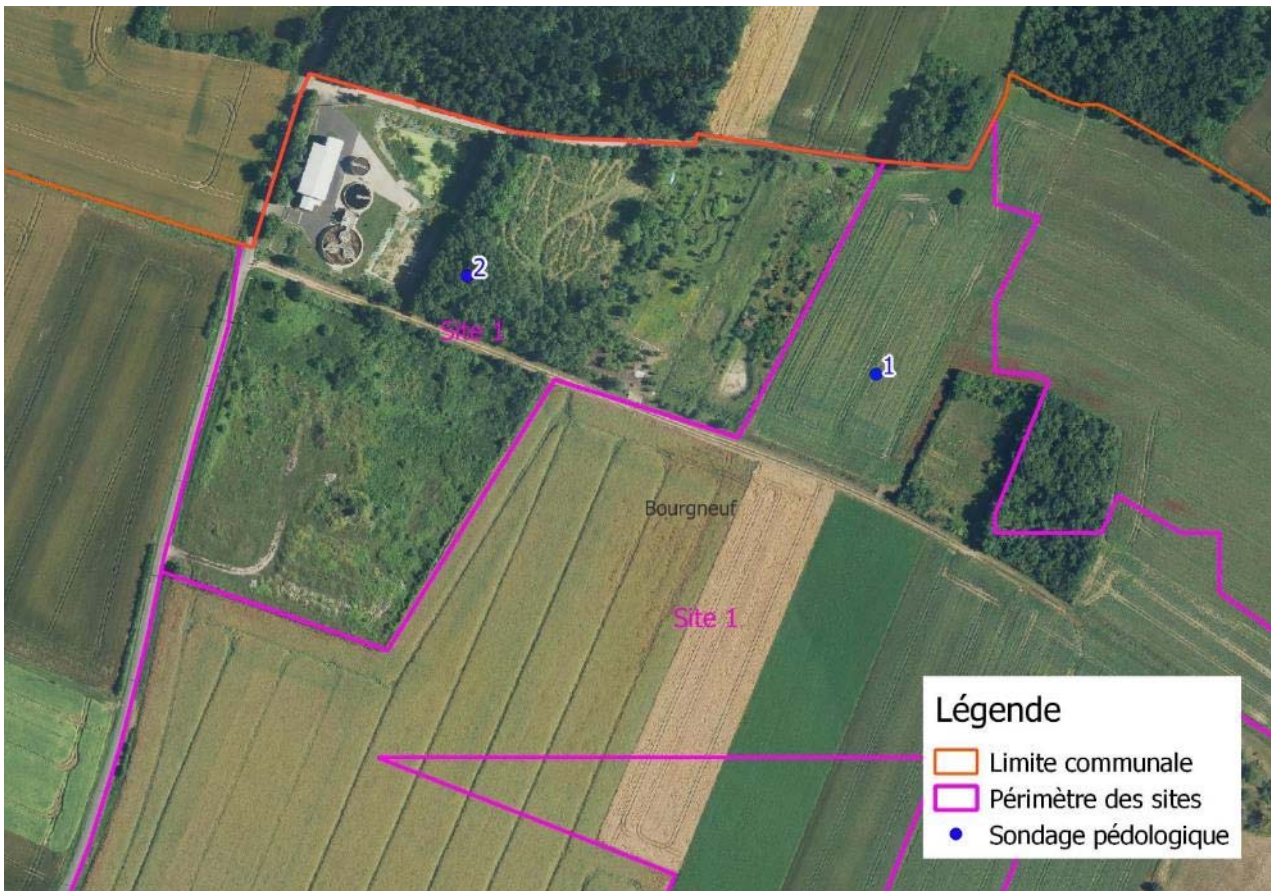 2
Site 1
1
Bourgneuf
Site 1
Légende
Limite communale
Périmètre des sites
Sondage pédologique